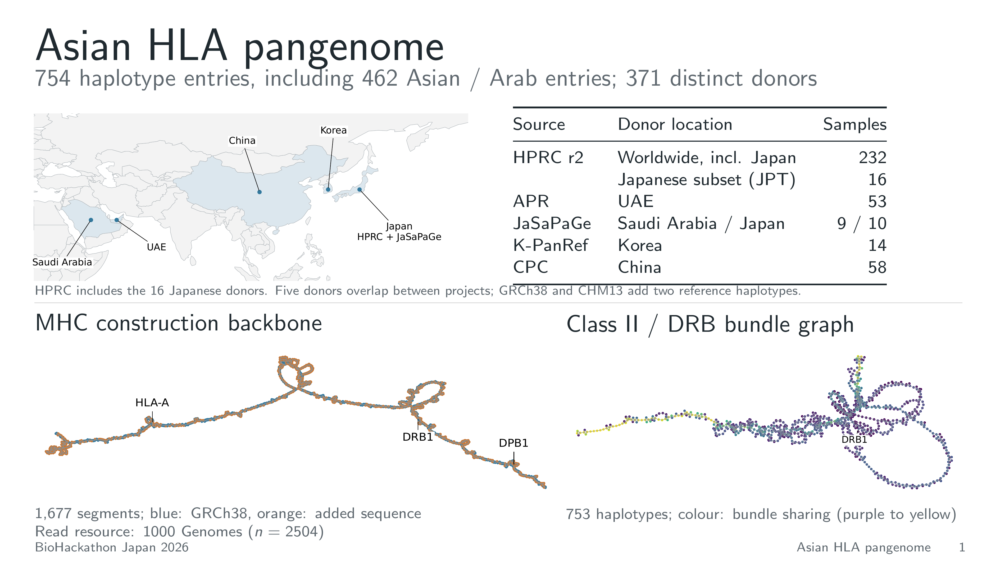 Asian HLA pangenome
754 haplotype entries, including 462 Asian / Arab entries; 371 distinct donors
Korea
China
Japan
HPRC + JaSaPaGe
UAE
Saudi Arabia
Source Donor location Samples
HPRC r2 Worldwide, incl. Japan 232
Japanese subset (JPT) 16
APR UAE 53
JaSaPaGe Saudi Arabia / Japan 9 / 10
K-PanRef Korea 14
CPC China 58
HPRC includes the 16 Japanese donors. Five donors overlap between projects; GRCh38 and CHM13 add two reference haplotypes.
MHC construction backbone
HLA-A
DRB1
DPB1
1,677 segments; blue: GRCh38, orange: added sequence
Read resource: 1000 Genomes (n = 2504)
Class II / DRB bundle graph
DRB1
753 haplotypes; colour: bundle sharing (purple to yellow)
BioHackathon Japan 2026
Asian HLA pangenome 1